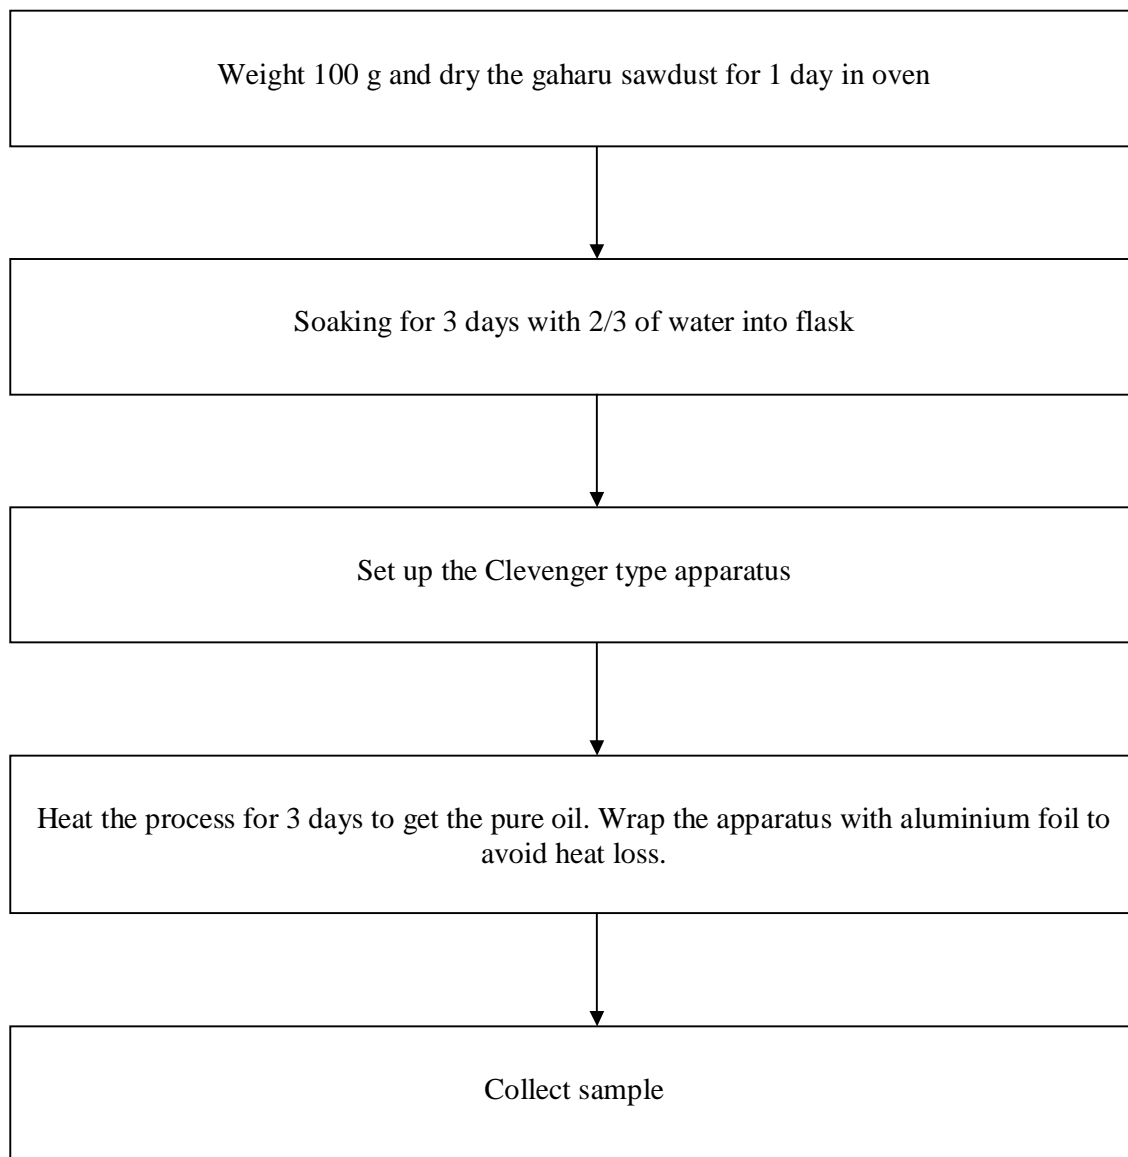 Weight 100 g and dry the gaharu sawdust for 1 day in oven
Soaking for 3 days with 2/3 of water into flask
Set up the Clevenger type apparatus
Heat the process for 3 days to get the pure oil. Wrap the apparatus with aluminium foil to
avoid heat loss.
Collect sample